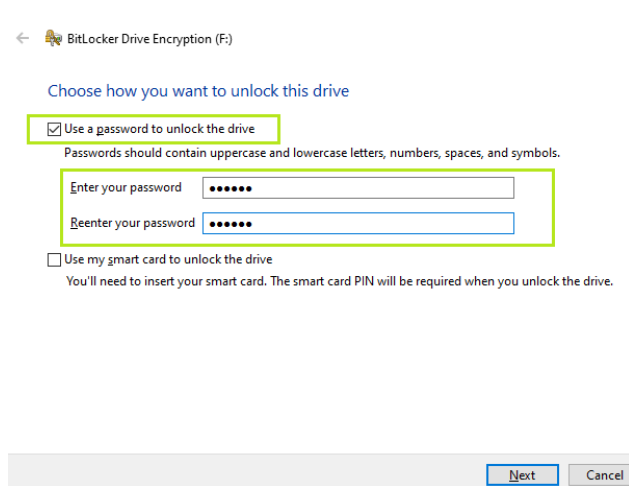 BitLocker Drive Encryption (F:)
Choose how you want to unlock this drive
Use a password to unlock the drive
Passwords should contain uppercase and lowercase letters, numbers, spaces, and symbols.
Enter your password ●●●●●●
Reenter your password ●●●●●●
Use my smart card to unlock the drive
You'll need to insert your smart card. The smart card PIN will be required when you unlock the drive.
Next Cancel